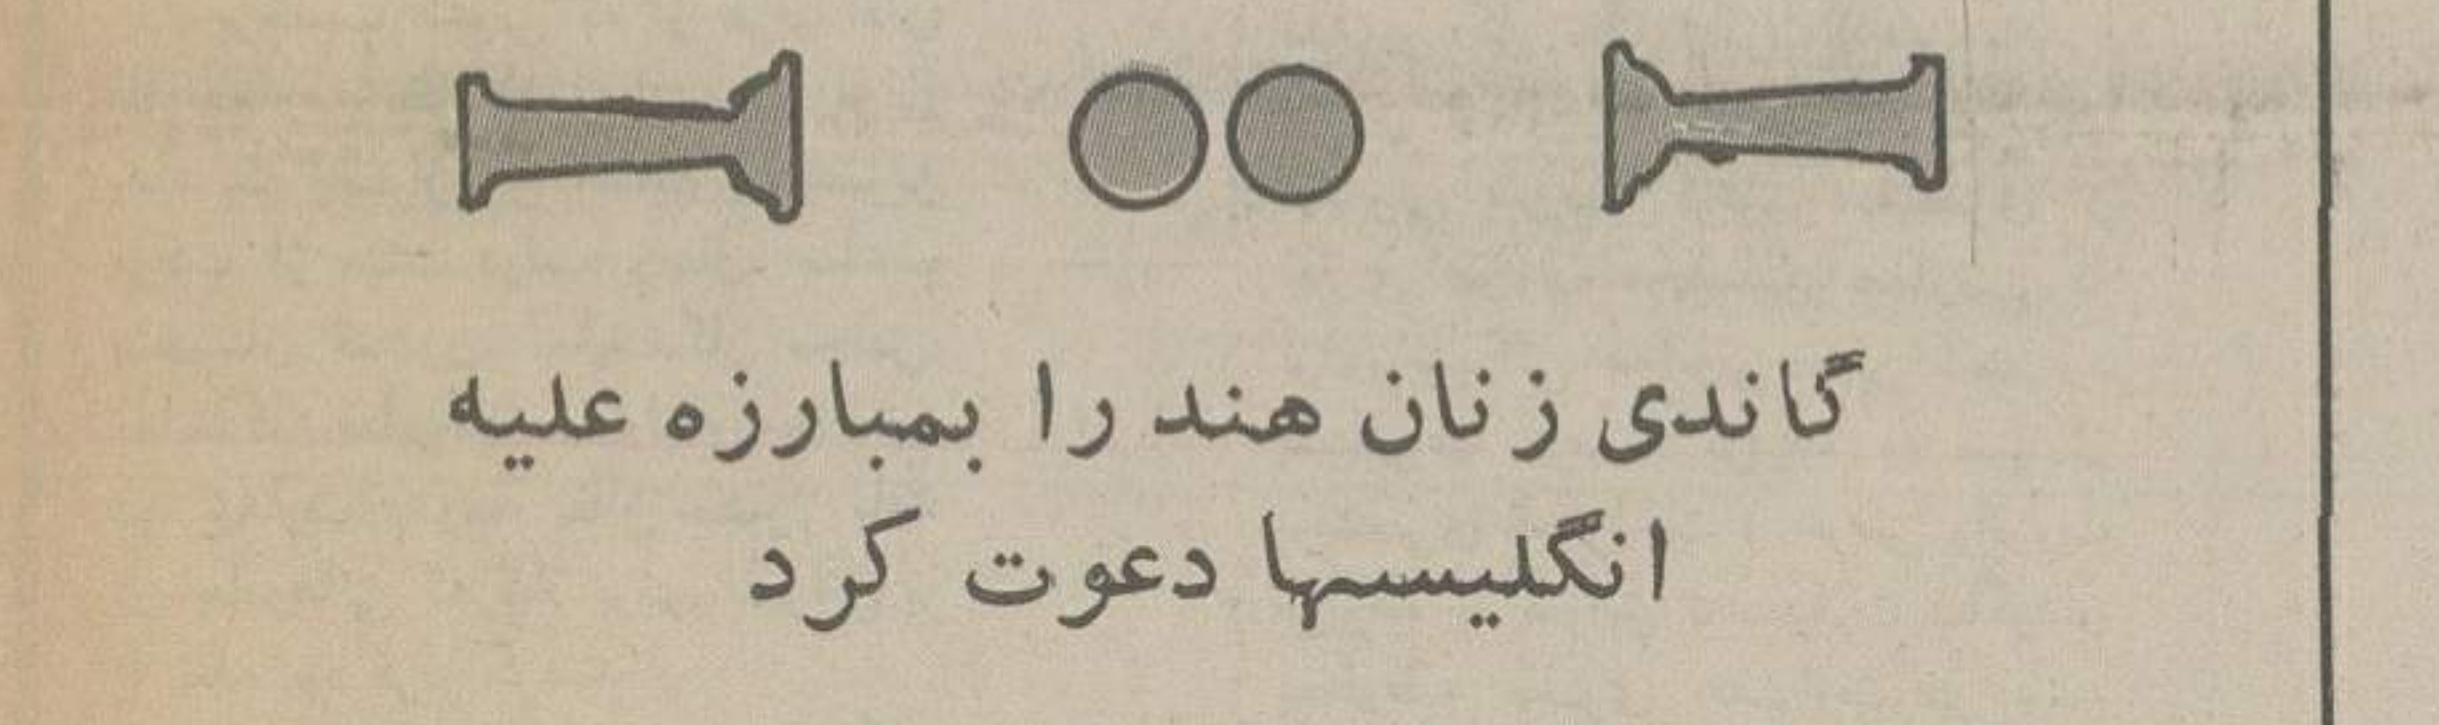 گاندی زنان هند را بمبارزه علیه
انگلیسها دعوت کرد